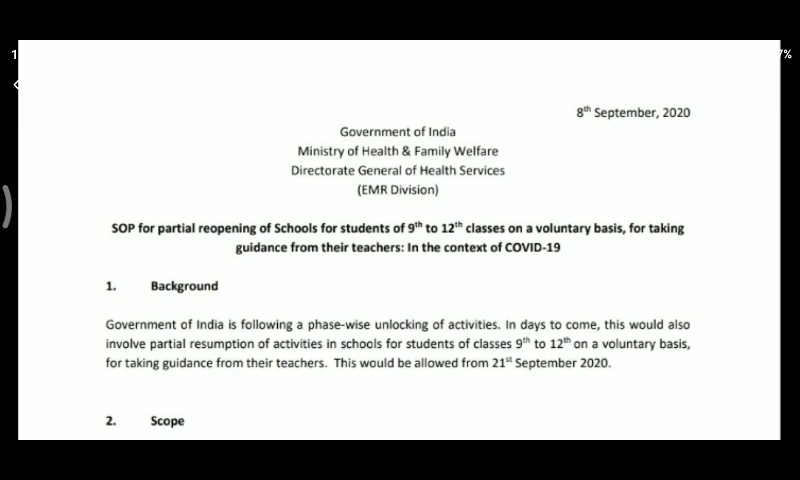 1
7%
8th September, 2020
Government of India
Ministry of Health & Family Welfare
Directorate General of Health Services
(EMR Division)
SOP for partial reopening of Schools for students of 9th to 12th classes on a voluntary basis, for taking
guidance from their teachers: In the context of COVID-19
1. Background
Government of India is following a phase-wise unlocking of activities. In days to come, this would also
involve partial resumption of activities in schools for students of classes 9th to 12th on a voluntary basis,
for taking guidance from their teachers. This would be allowed from 21st September 2020.
2. Scope